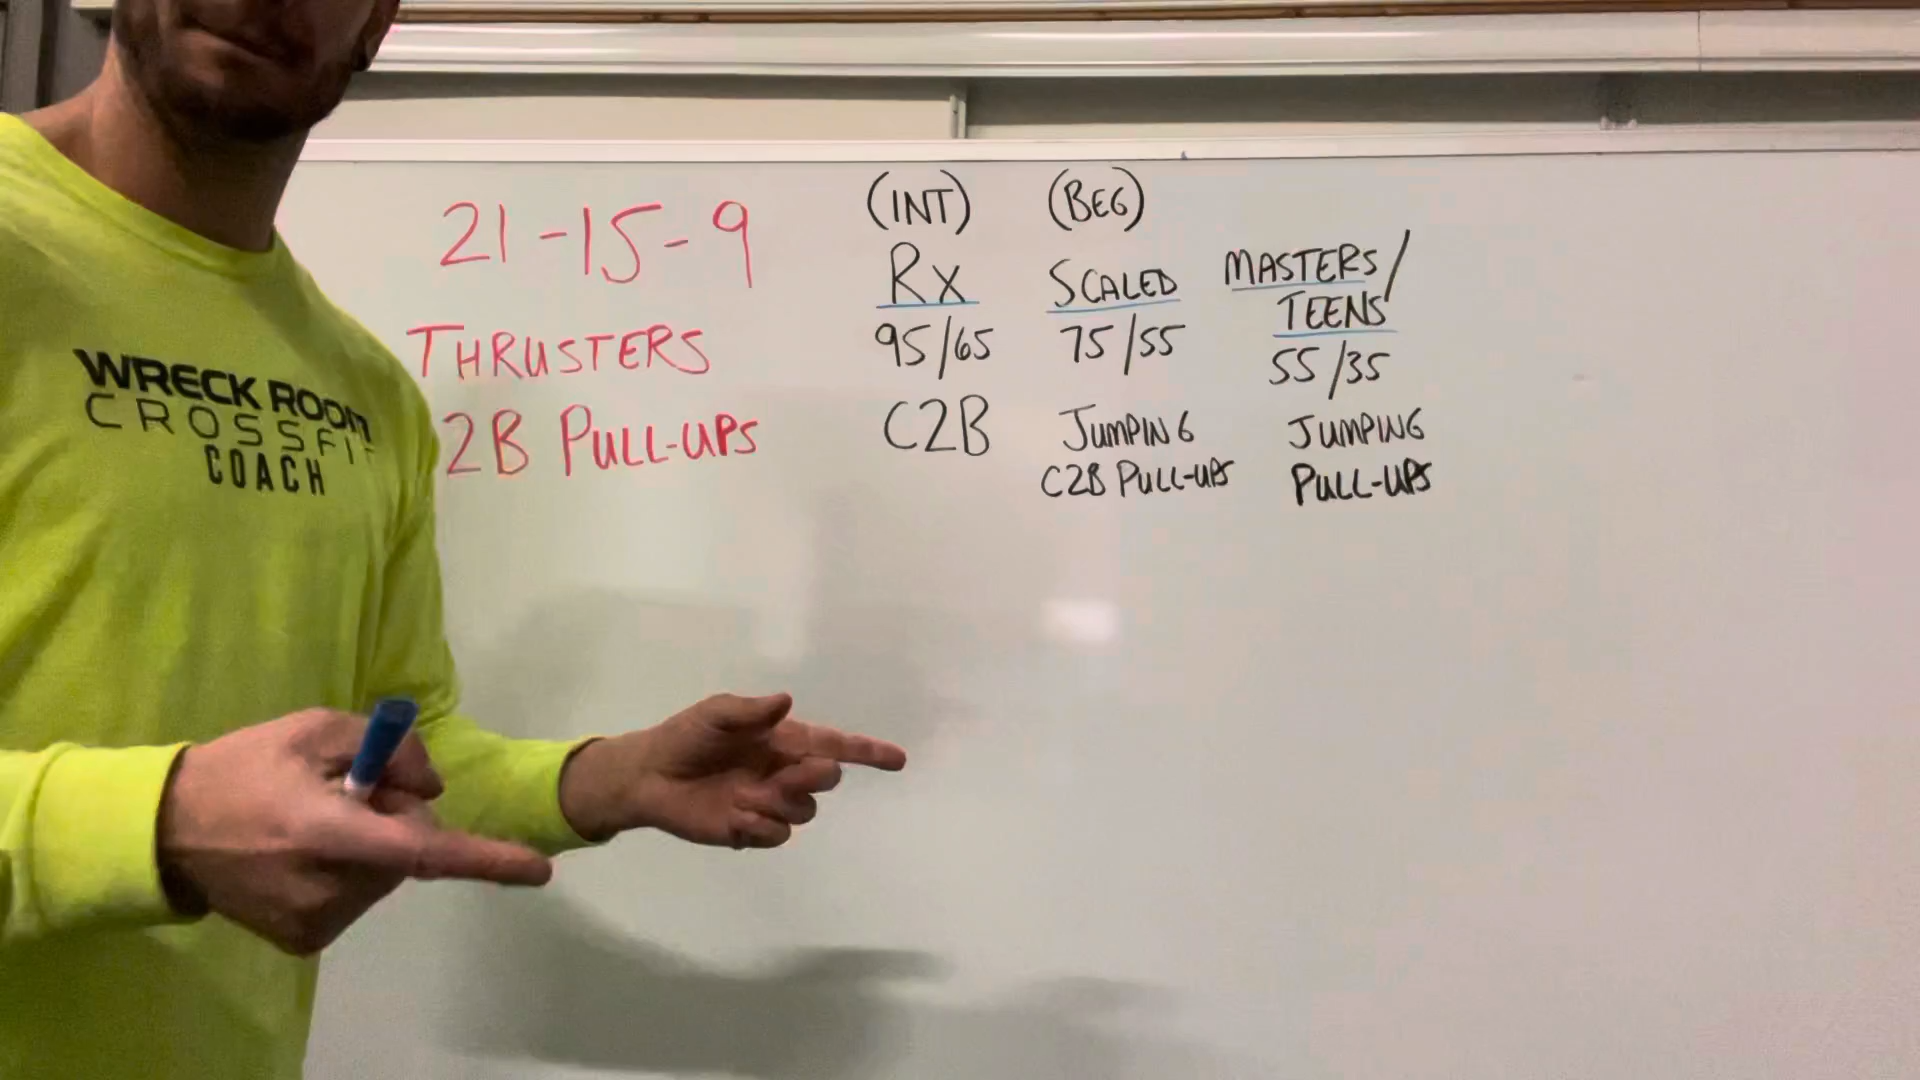 WRECK ROOM
CROSSFIT
COACH
21-15-9
THRUSTERS
2B PULL-UPS
(INT)
Rx
95/65
C2B
(BEG)
SCALED
75/55
JUMPING
C2B PULL-UPS
MASTERS/
TEENS
55/35
JUMPING
PULL-UPS